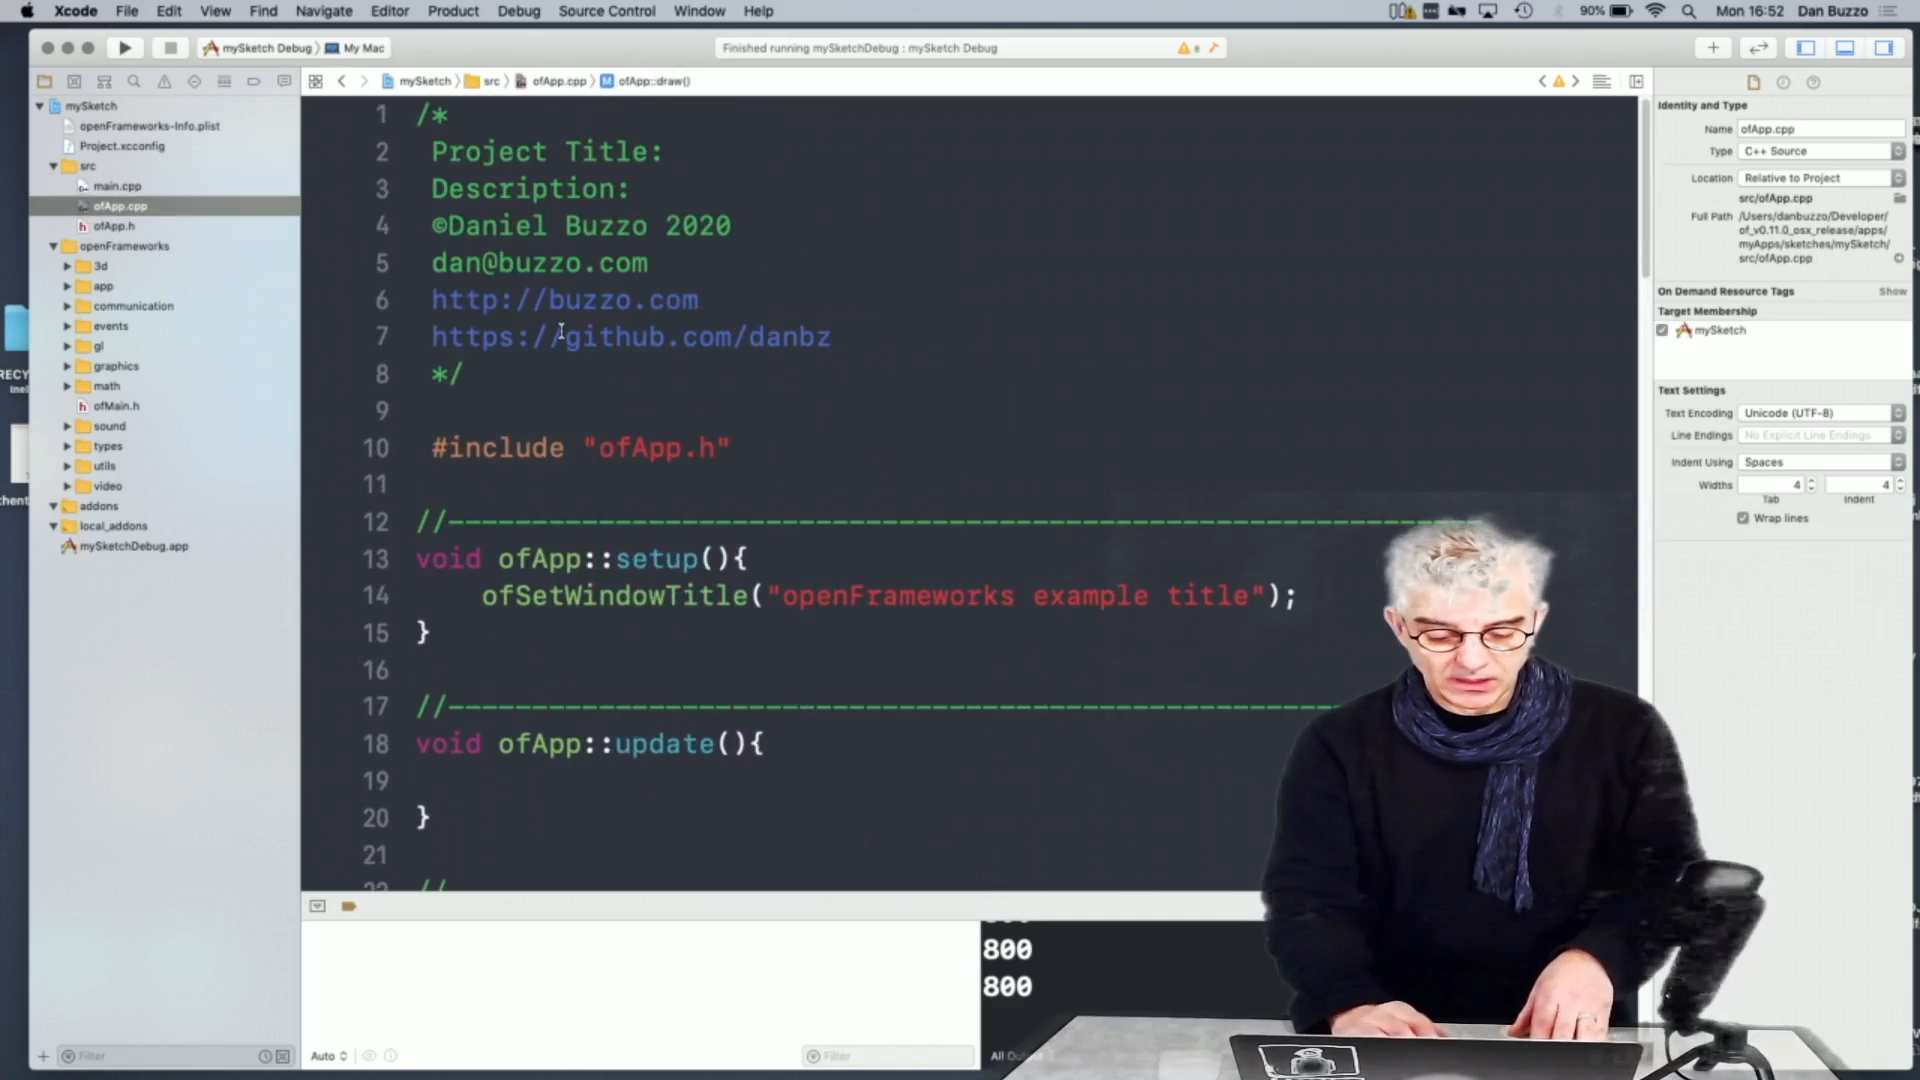 Xcode File Edit View Find Navigate Editor Product Debug Source Control Window Help 90% Mon 16:52 Dan Buzzo
mySketch Debug My Mac Finished running mySketchDebug : mySketch Debug 8
mySketch src ofApp.cpp M ofApp::draw()
mySketch
openFrameworks-Info.plist
Project.xcconfig
src
main.cpp
ofApp.cpp
h ofApp.h
openFrameworks
3d
app
communication
events
gl
graphics
math
h ofMain.h
sound
types
utils
video
addons
local_addons
mySketchDebug.app
Filter
1 /*
2 Project Title:
3 Description:
4 ©Daniel Buzzo 2020
5 dan@buzzo.com
6 http://buzzo.com
7 https://github.com/danbz
8 */
9
10 #include "ofApp.h"
11
12 //--------------------------------------------------------------
13 void ofApp::setup(){
14 ofSetWindowTitle("openFrameworks example title");
15 }
16
17 //--------------------------------------------------------------
18 void ofApp::update(){
19
20 }
21
22 //
800
800
Auto
Filter
Identity and Type
Name ofApp.cpp
Type C++ Source
Location Relative to Project
src/ofApp.cpp
Full Path /Users/danbuzzo/Developer/
of_v0.11.0_osx_release/apps/
myApps/sketches/mySketch/
src/ofApp.cpp
On Demand Resource Tags Show
Target Membership
mySketch
Text Settings
Text Encoding Unicode (UTF-8)
Line Endings No Explicit Line Endings
Indent Using Spaces
Widths 4 4
Tab Indent
Wrap lines